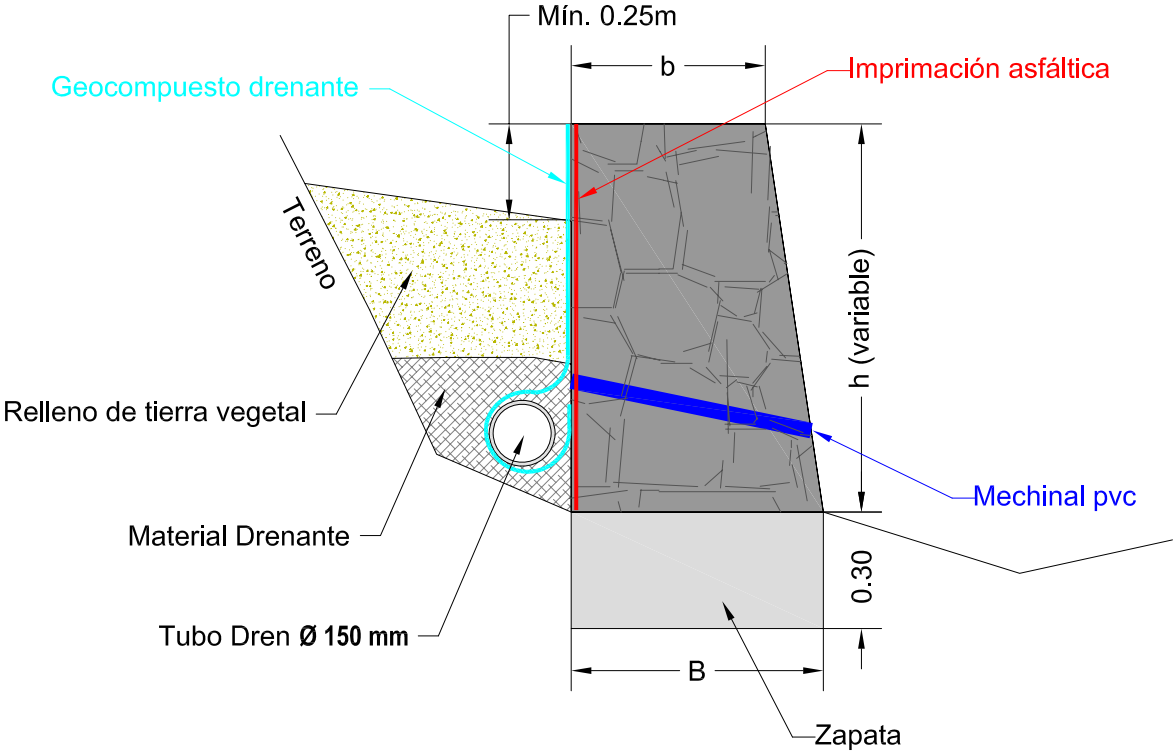 Mín. 0.25m
b
Geocompuesto drenante
Imprimación asfáltica
Terreno
h (variable)
Relleno de tierra vegetal
Mechinal pvc
Material Drenante
0.30
Tubo Dren Ø 150 mm
B
Zapata